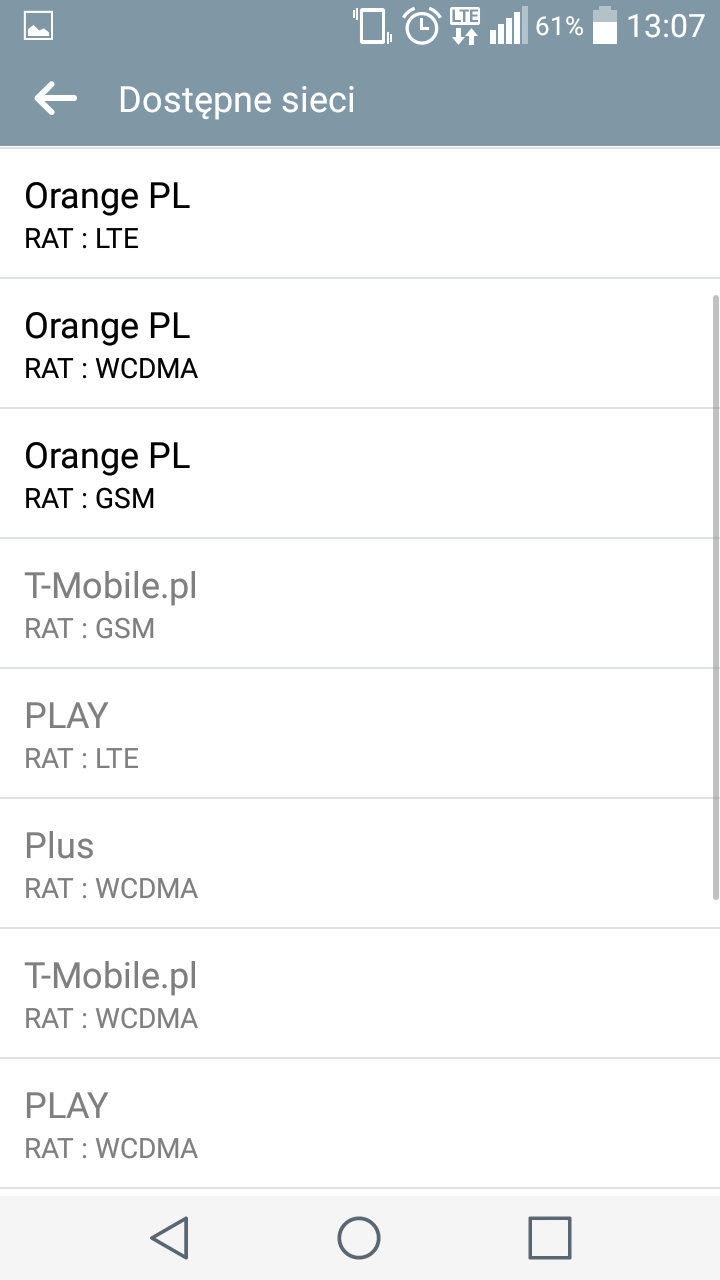 LTE 61% 13:07
Dostępne sieci
Orange PL
RAT : LTE
Orange PL
RAT : WCDMA
Orange PL
RAT : GSM
T-Mobile.pl
RAT : GSM
PLAY
RAT : LTE
Plus
RAT : WCDMA
T-Mobile.pl
RAT : WCDMA
PLAY
RAT : WCDMA